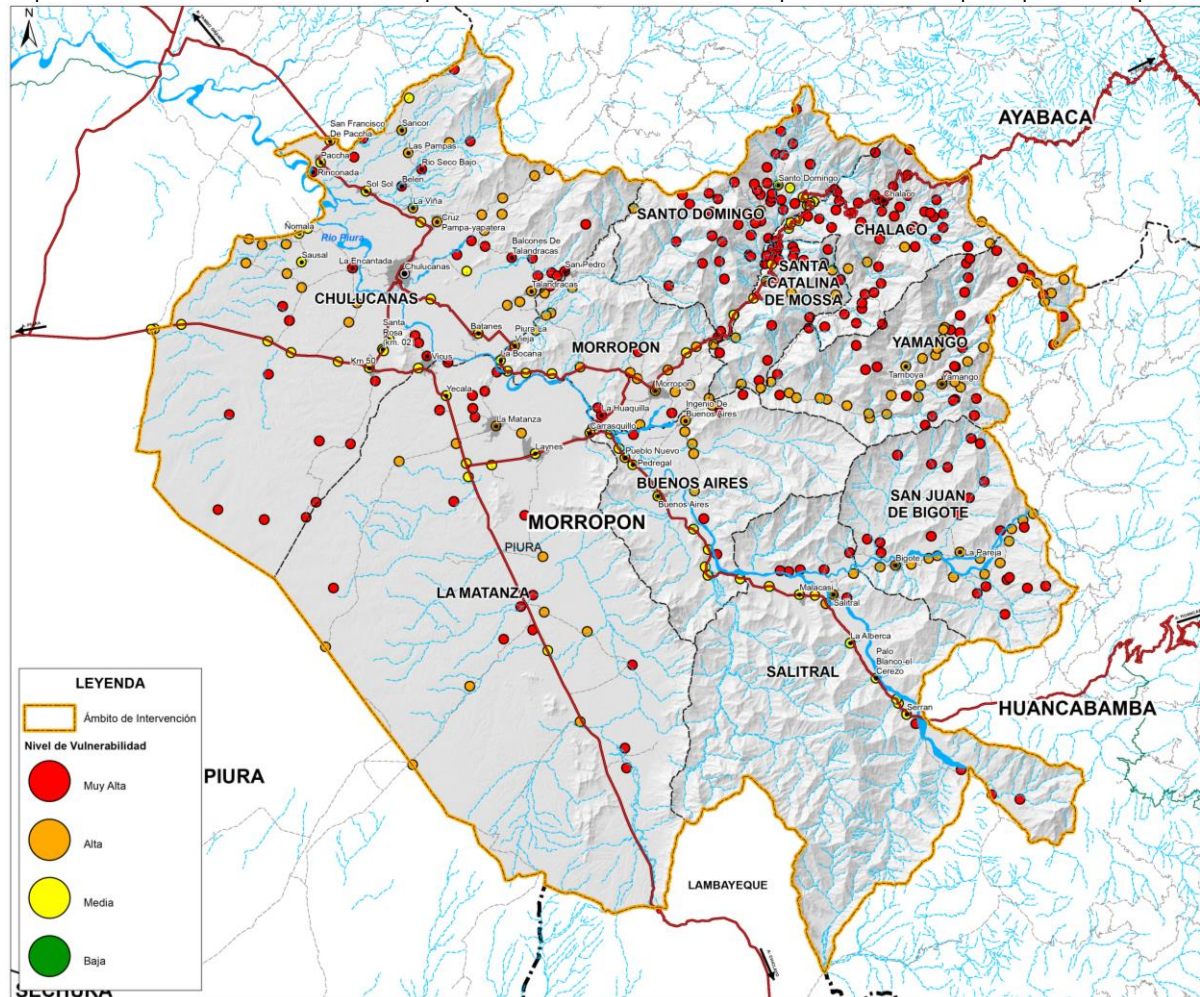 N
AYABACA
San Francisco
De Paccha
Sancor
Las Pampas
Paccha
Rinconada
Rio Seco Bajo
Belen
Sol Sol
La Viña
Cruz
Pampa-yapatera
Santo Domingo
Chalaco
SANTO DOMINGO
CHALACO
Ñomala
Rio Piura
Sausal
La Encantada
Chulucanas
Balcones De
Talandracas
San-Pedro
Talandracas
SANTA
CATALINA
DE MOSSA
CHULUCANAS
Santa
Rosa
(km. 02
Batanes
Piura La
Vieja
La Bocana
MORROPON
YAMANGO
Km 50
Vicus
Tamboya
Yamango
Yecala
Morropon
La Huaquilla
Ingenio De
Buenos Aires
La Matanza
Carrasquillo
Laynes
Pueblo Nuevo
Pedregal
BUENOS AIRES
Buenos Aires
SAN JUAN
DE BIGOTE
MORROPON
PIURA
Bigote
La Pareja
LA MATANZA
Malacasi
Salitral
La Alberca
Palo
Blanco-el
Cerezo
SALITRAL
Serran
HUANCABAMBA
LEYENDA
Ámbito de Intervención
Nivel de Vulnerabilidad
Muy Alta
Alta
Media
Baja
PIURA
LAMBAYEQUE
SECHURA